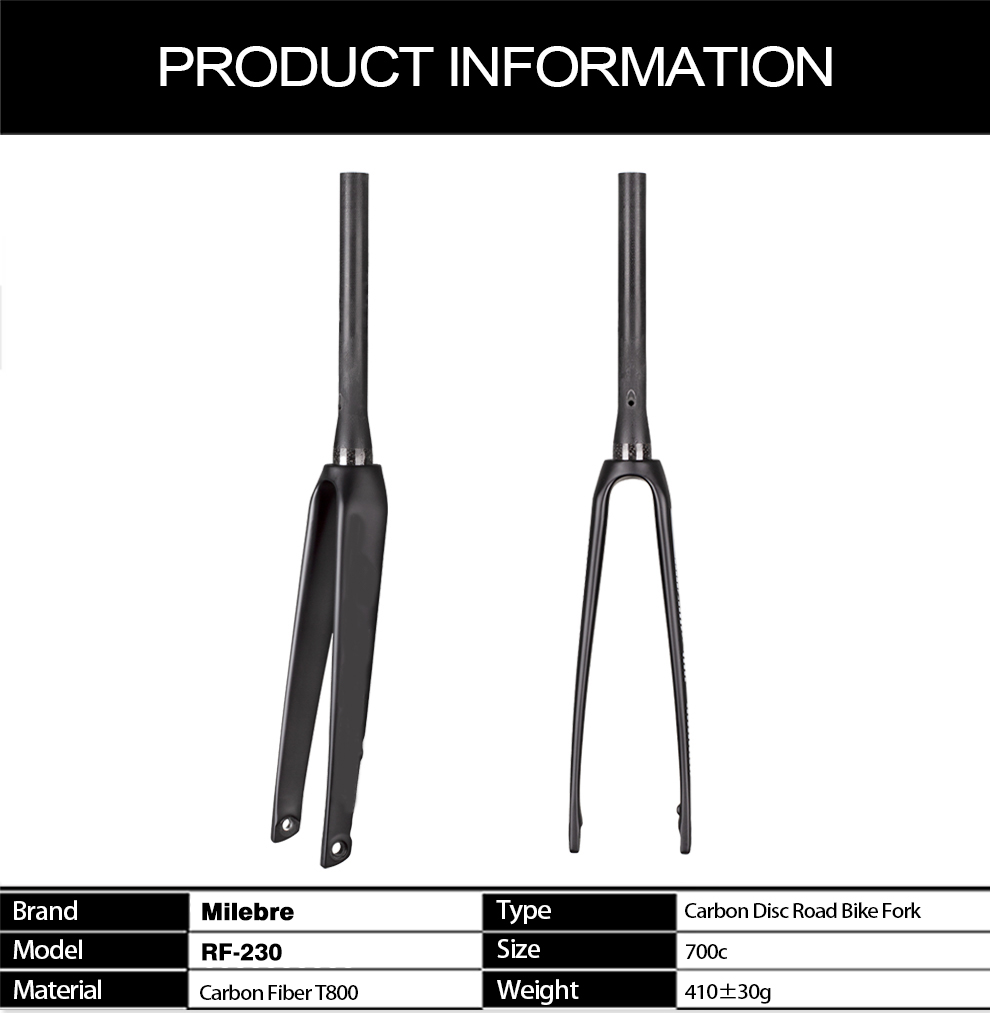 PRODUCT INFORMATION
Brand Milebre Type Carbon Disc Road Bike Fork
Model RF-230 Size 700c
Material Carbon Fiber T800 Weight 410±30g